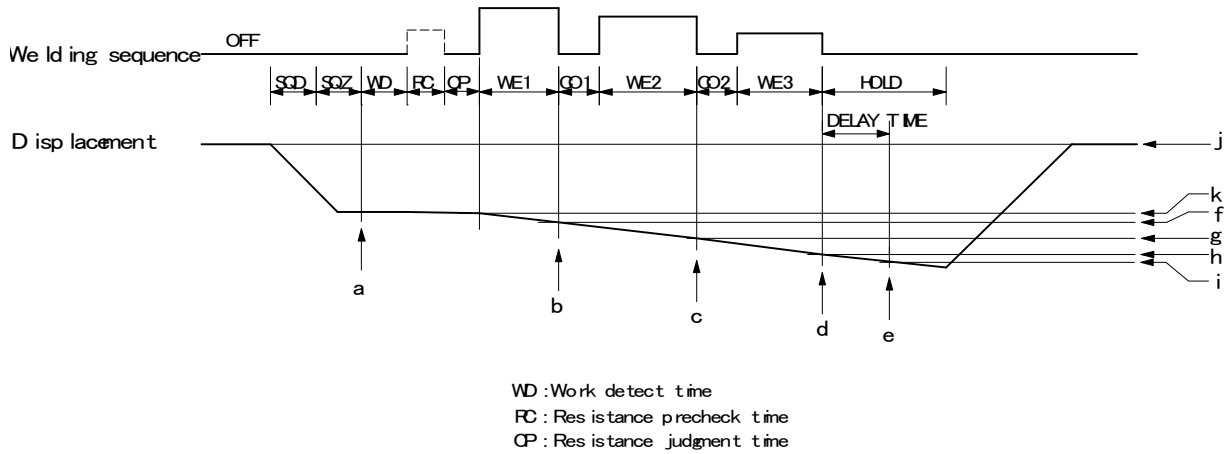 OFF
Welding sequence
SQD SQZ WD RC CP WE1 CO1 WE2 CO2 WE3 HOLD
DELAY TIME
Displacement
j
k
f
g
h
i
a
b
c
d
e
WD : Work detect time
RC : Resistance precheck time
CP : Resistance judgment time